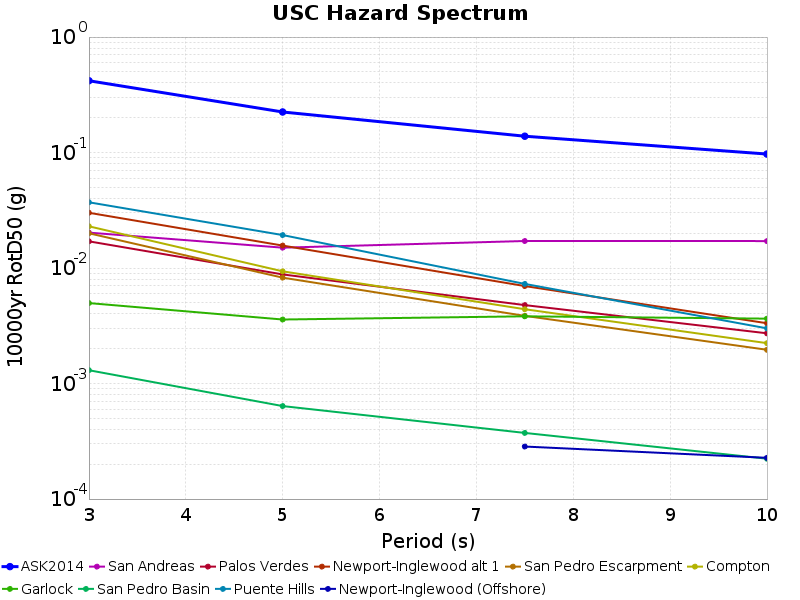 USC Hazard Spectrum
10^0
10^-1
10^-2
10^-3
10^-4
10000yr RotD50 (g)
3 4 5 6 7 8 9 10
Period (s)
ASK2014 San Andreas Palos Verdes Newport-Inglewood alt 1 San Pedro Escarpment Compton
Garlock San Pedro Basin Puente Hills Newport-Inglewood (Offshore)